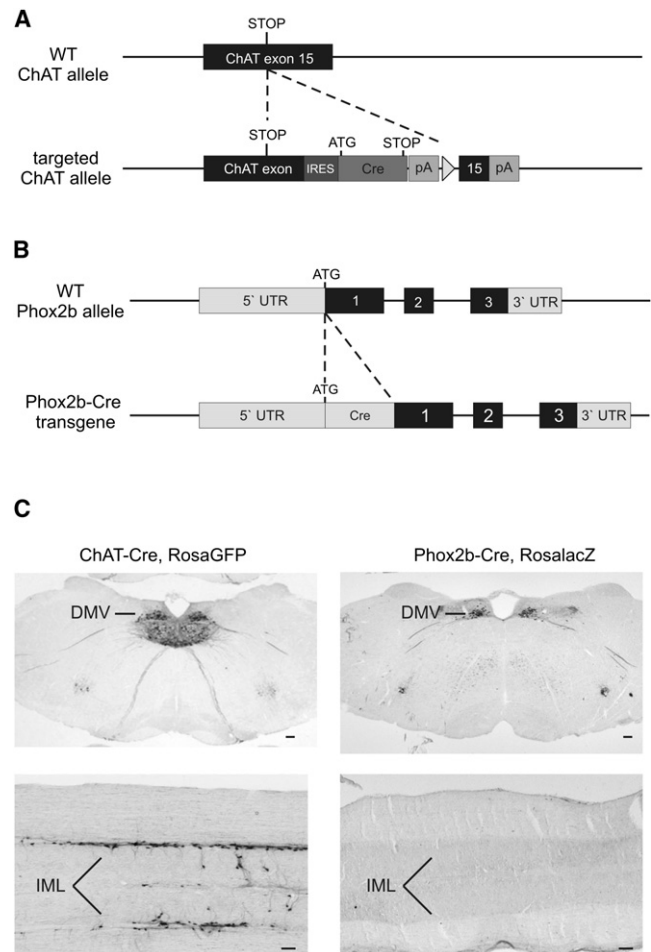 A
STOP
WT
ChAT allele
ChAT exon 15
STOP
ATG
STOP
targeted
ChAT allele
ChAT exon
IRES
Cre
pA
15
pA
B
ATG
WT
Phox2b allele
5` UTR
1
2
3
3` UTR
ATG
Phox2b-Cre
transgene
5` UTR
Cre
1
2
3
3` UTR
C
ChAT-Cre, RosaGFP
Phox2b-Cre, RosalacZ
DMV
DMV
IML
IML